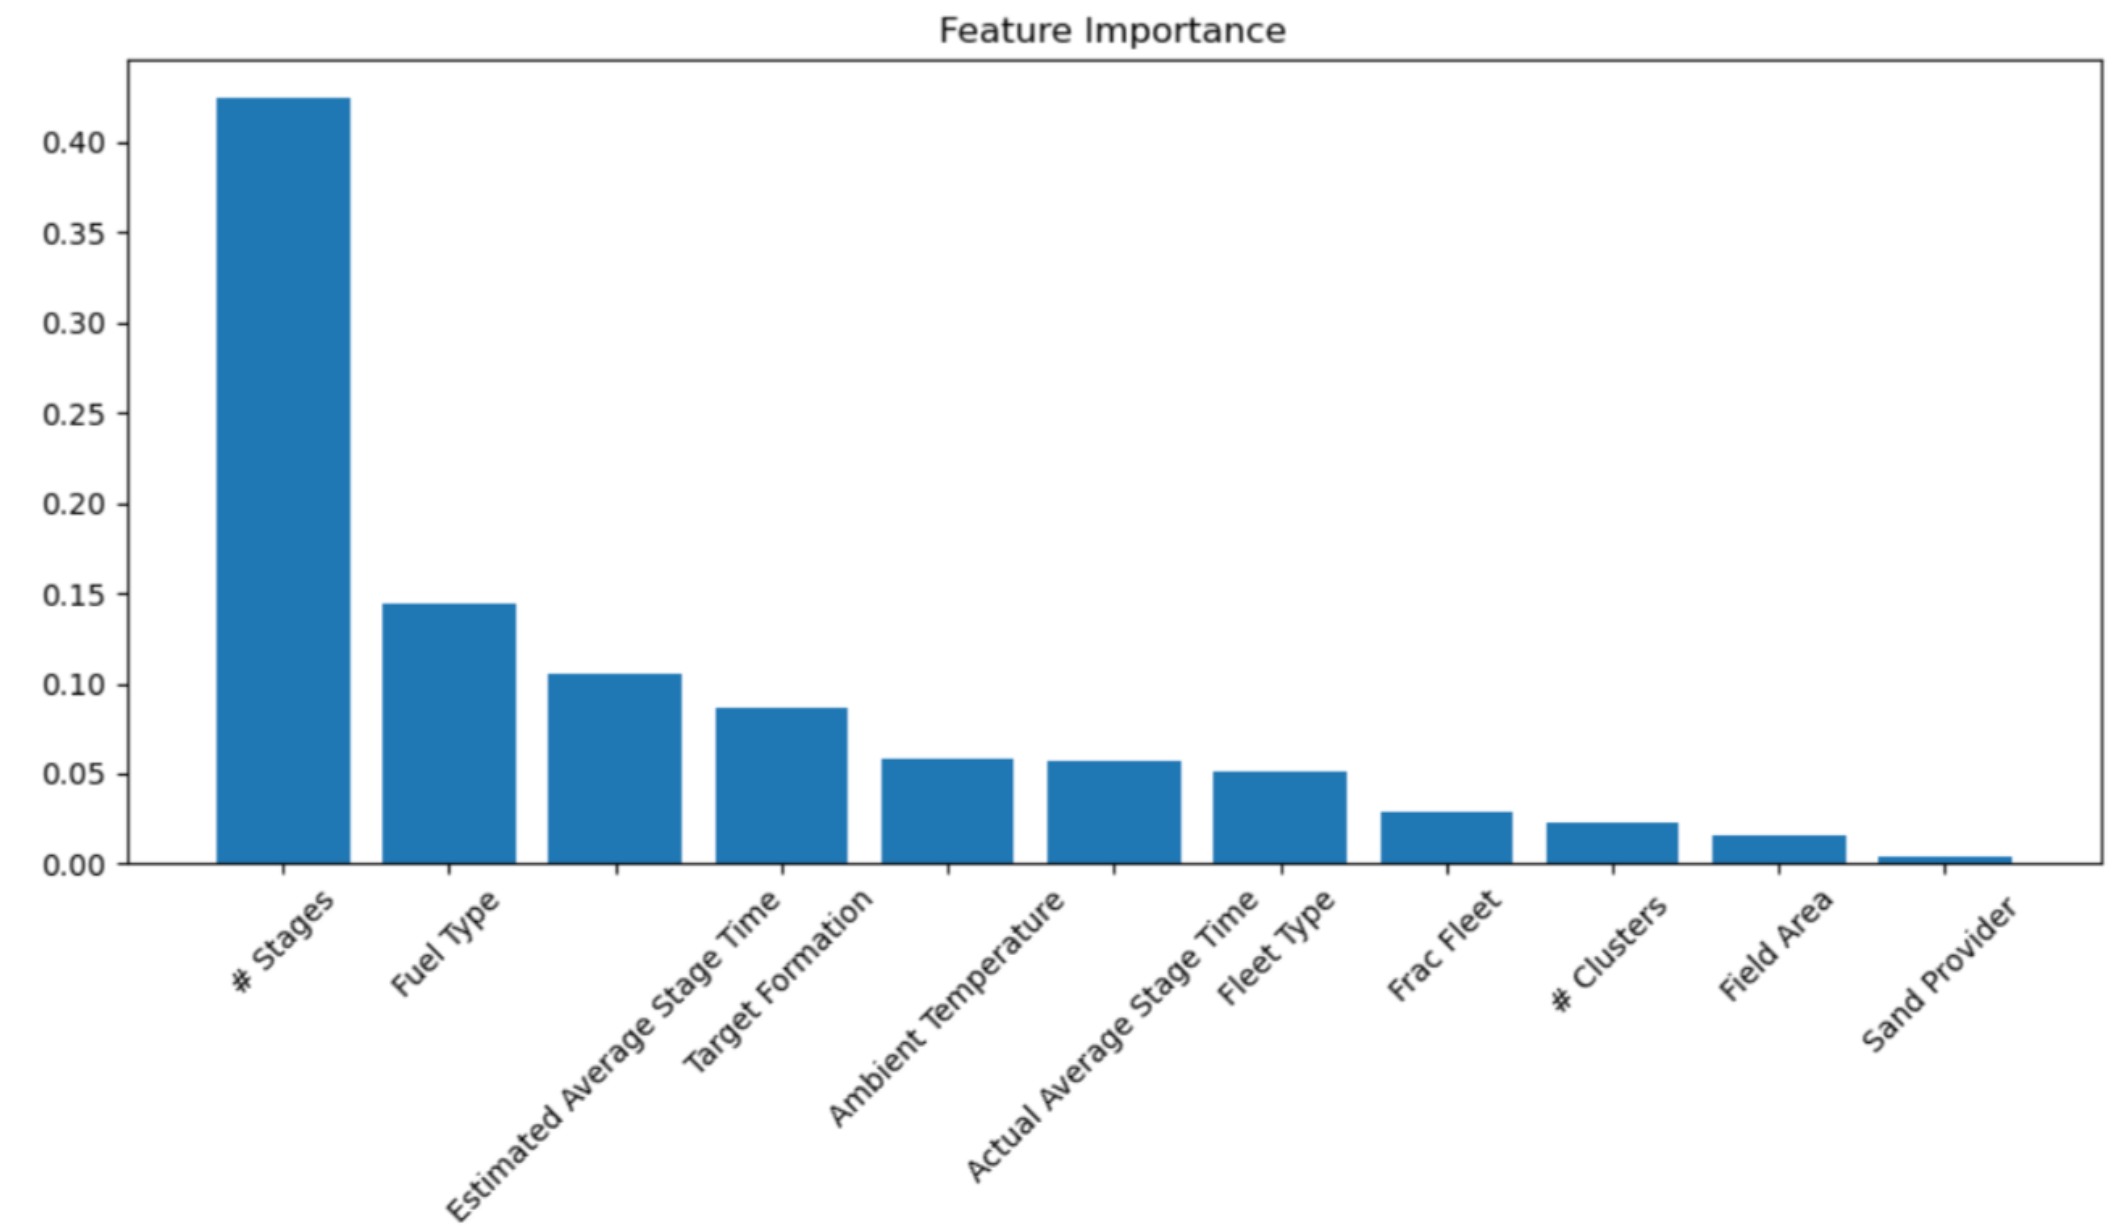 Feature Importance
0.40
0.35
0.30
0.25
0.20
0.15
0.10
0.05
0.00
# Stages
Fuel Type
Estimated Average Stage Time
Target Formation
Ambient Temperature
Actual Average Stage Time
Fleet Type
Frac Fleet
# Clusters
Field Area
Sand Provider